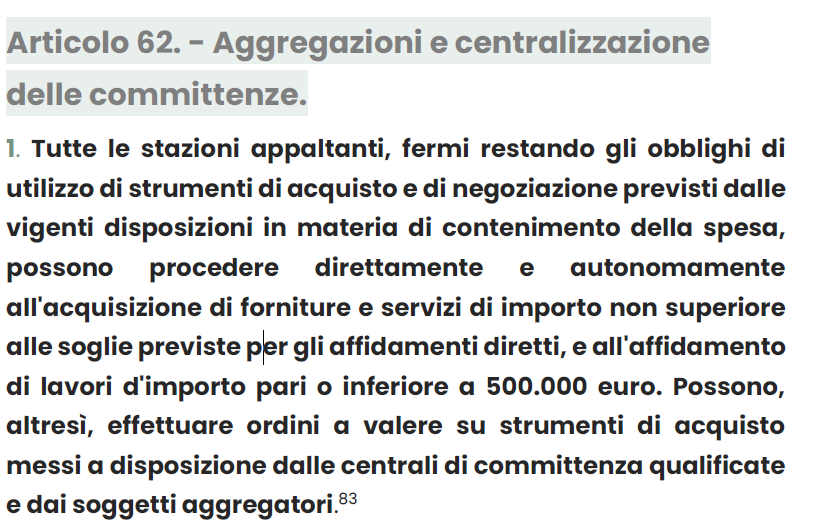 Articolo 62. - Aggregazioni e centralizzazione
delle committenze.
1. Tutte le stazioni appaltanti, fermi restando gli obblighi di
utilizzo di strumenti di acquisto e di negoziazione previsti dalle
vigenti disposizioni in materia di contenimento della spesa,
possono procedere direttamente e autonomamente
all'acquisizione di forniture e servizi di importo non superiore
alle soglie previste per gli affidamenti diretti, e all'affidamento
di lavori d'importo pari o inferiore a 500.000 euro. Possono,
altresì, effettuare ordini a valere su strumenti di acquisto
messi a disposizione dalle centrali di committenza qualificate
e dai soggetti aggregatori.83